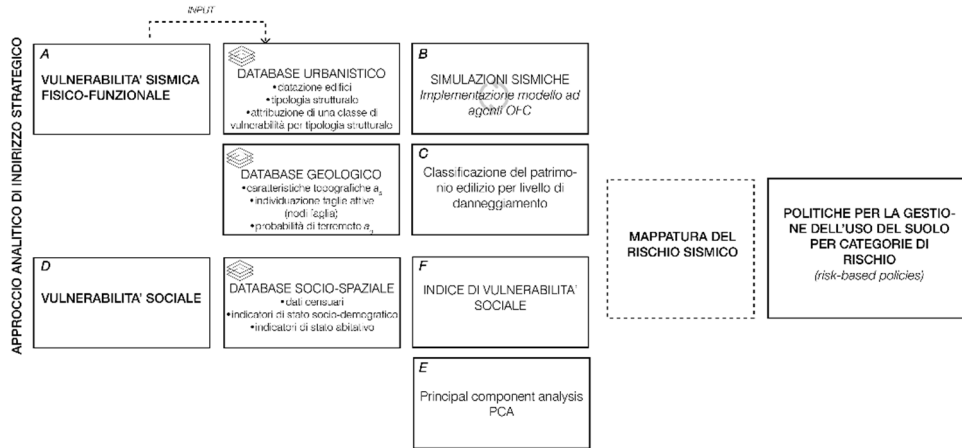 INPUT
APPROCCIO ANALITICO DI INDIRIZZO STRATEGICO
A
VULNERABILITA' SISMICA
FISICO-FUNZIONALE
DATABASE URBANISTICO
•datazione edifici
•tipologia strutturale
•attribuzione di una classe di
vulnerabilità per tipologia strutturale
B
SIMULAZIONI SISMICHE
Implementazione modello ad
agenti OFC
DATABASE GEOLOGICO
•caratteristiche topografiche a
•individuazione faglie attive
(nodi faglia)
•probabilità di terremoto a
C
Classificazione del patrimo-
nio edilizio per livello di
danneggiamento
MAPPATURA DEL
RISCHIO SISMICO
POLITICHE PER LA GESTIO-
NE DELL'USO DEL SUOLO
PER CATEGORIE DI
RISCHIO
(risk-based policies)
D
VULNERABILITA' SOCIALE
DATABASE SOCIO-SPAZIALE
•dati censuari
•indicatori di stato socio-demografico
•indicatori di stato abitativo
F
INDICE DI VULNERABILITA'
SOCIALE
E
Principal component analysis
PCA